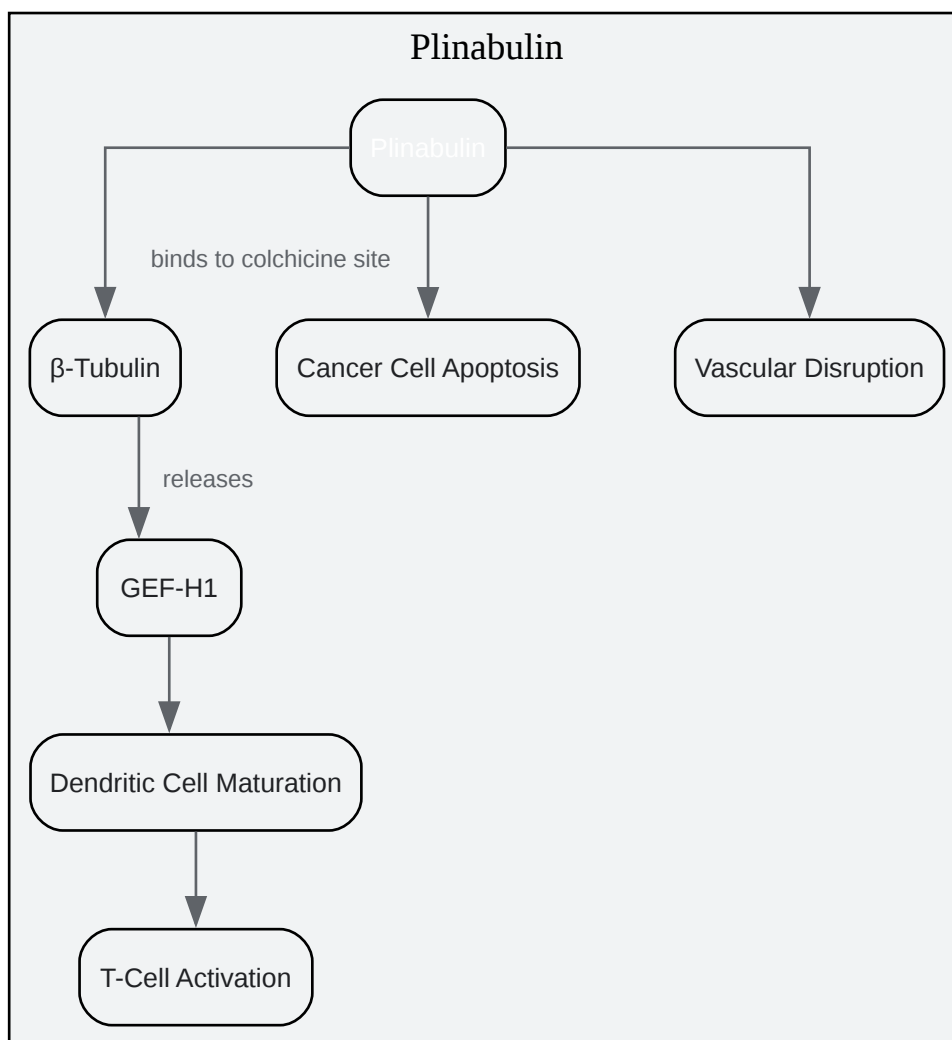 Plinabulin
Plinabulin
binds to colchicine site
β-Tubulin
Cancer Cell Apoptosis
Vascular Disruption
releases
GEF-H1
Dendritic Cell Maturation
T-Cell Activation